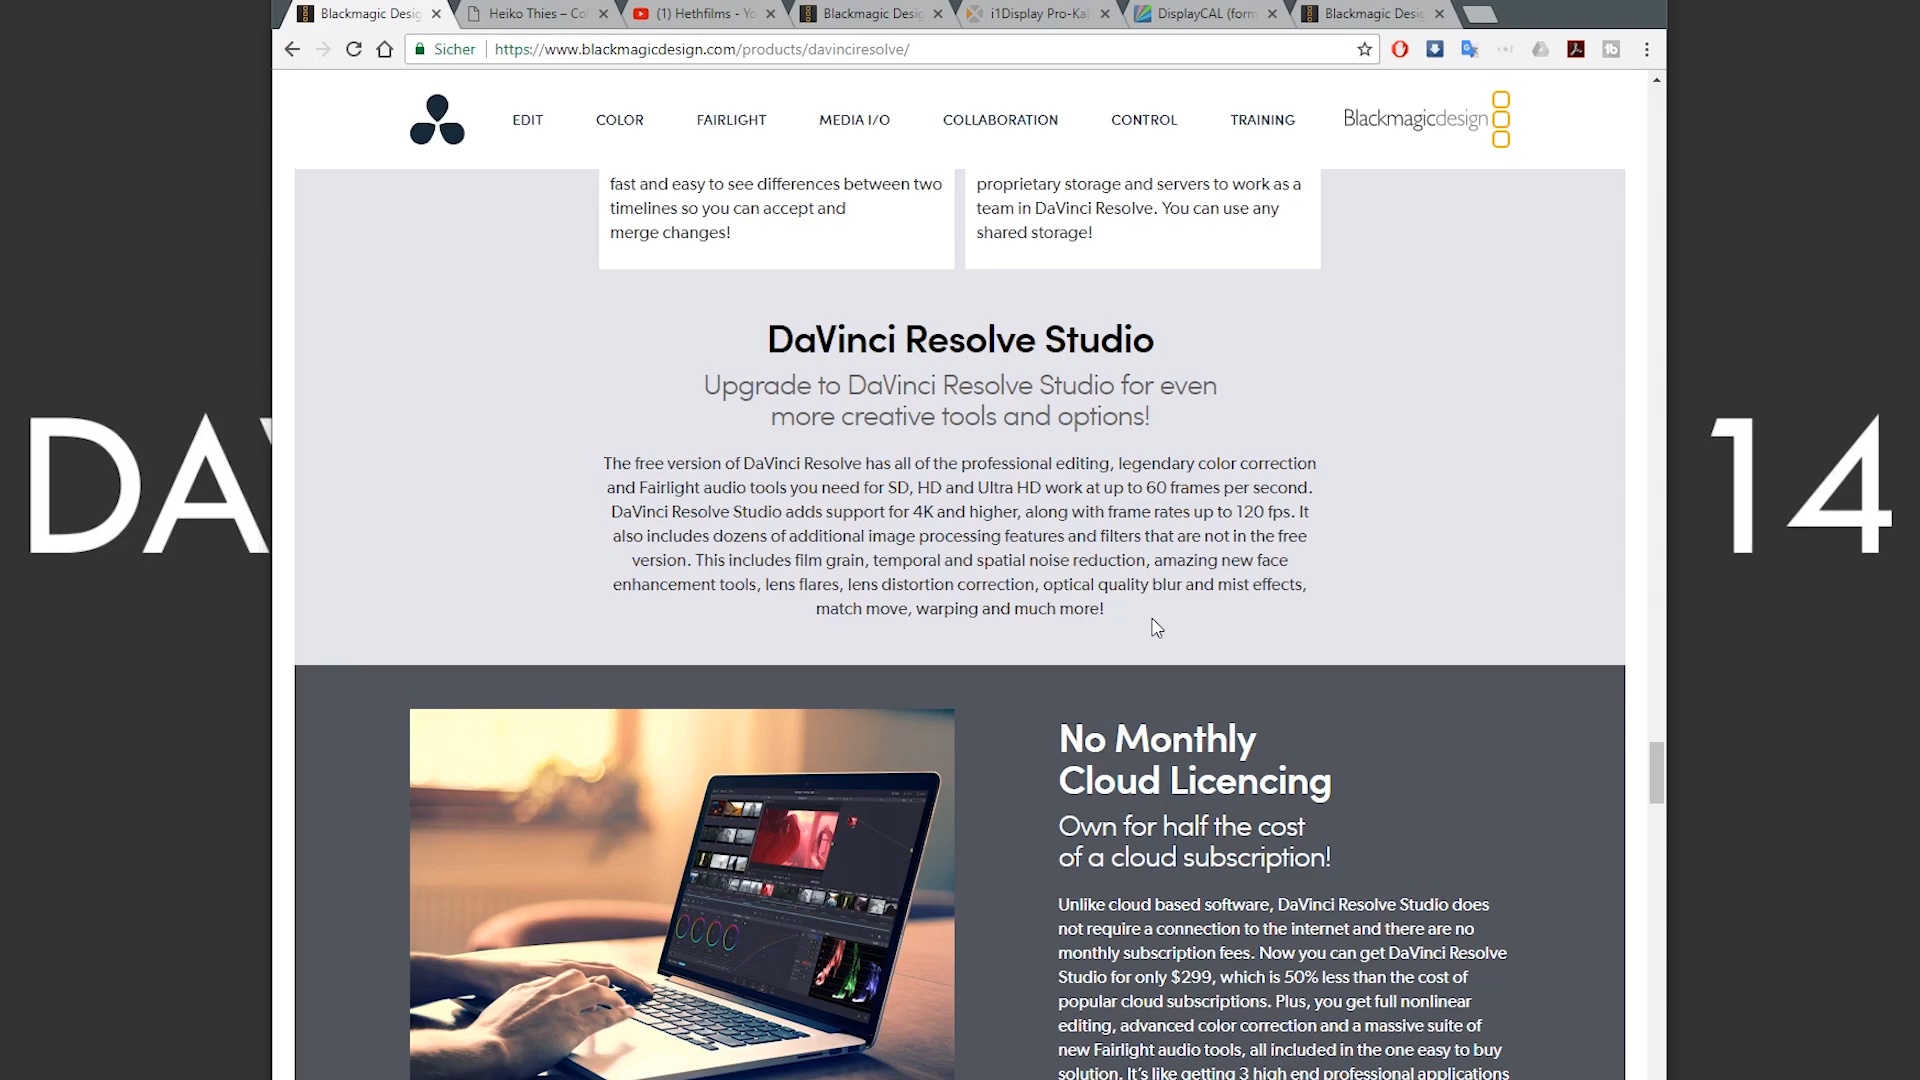 Blackmagic Desig
Heiko Thies – Co
(1) Hethfilms - Yo
Blackmagic Desig
i1Display Pro-Kal
DisplayCAL (form
Blackmagic Desig
Sicher
https://www.blackmagicdesign.com/products/davinciresolve/
EDIT
COLOR
FAIRLIGHT
MEDIA I/O
COLLABORATION
CONTROL
TRAINING
Blackmagicdesign
fast and easy to see differences between two
timelines so you can accept and
merge changes!
proprietary storage and servers to work as a
team in DaVinci Resolve. You can use any
shared storage!
DaVinci Resolve Studio
Upgrade to DaVinci Resolve Studio for even
more creative tools and options!
The free version of DaVinci Resolve has all of the professional editing, legendary color correction
and Fairlight audio tools you need for SD, HD and Ultra HD work at up to 60 frames per second.
DaVinci Resolve Studio adds support for 4K and higher, along with frame rates up to 120 fps. It
also includes dozens of additional image processing features and filters that are not in the free
version. This includes film grain, temporal and spatial noise reduction, amazing new face
enhancement tools, lens flares, lens distortion correction, optical quality blur and mist effects,
match move, warping and much more!
DAV
14
No Monthly
Cloud Licencing
Own for half the cost
of a cloud subscription!
Unlike cloud based software, DaVinci Resolve Studio does
not require a connection to the internet and there are no
monthly subscription fees. Now you can get DaVinci Resolve
Studio for only $299, which is 50% less than the cost of
popular cloud subscriptions. Plus, you get full nonlinear
editing, advanced color correction and a massive suite of
new Fairlight audio tools, all included in the one easy to buy
solution. It's like getting 3 high end professional applications